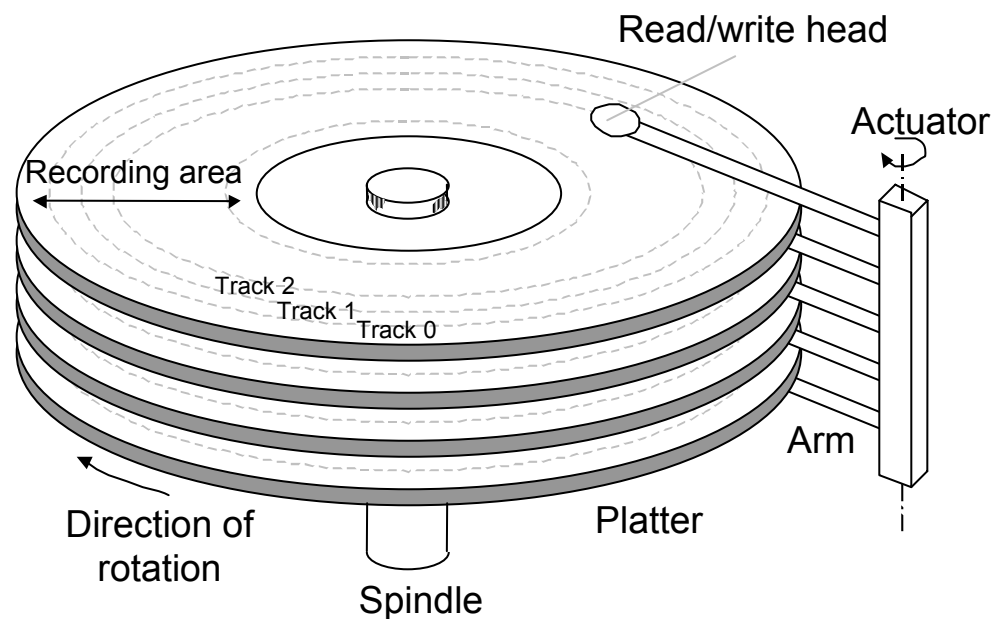 Read/write head
Actuator
Recording area
Track 2
Track 1
Track 0
Arm
Direction of
rotation
Platter
Spindle